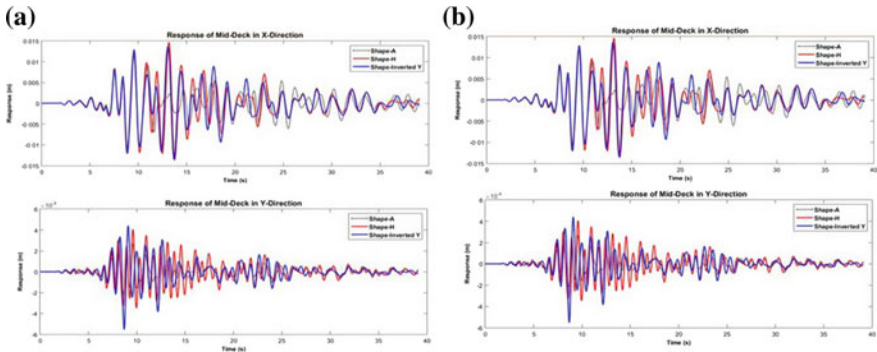 (a)
Response of Mid-Deck in X-Direction
Response (m)
0.015
0.01
0.005
0
-0.005
-0.01
-0.015
0 5 10 15 20 25 30 35 40
Time (s)
Shape-A
Shape-H
Shape-Inverted Y
Response of Mid-Deck in Y-Direction
Response (m)
6
4
2
0
-2
-4
-6
0 5 10 15 20 25 30 35 40
Time (s)
Shape-A
Shape-H
Shape-Inverted Y
(b)
Response of Mid-Deck in X-Direction
Response (m)
0.015
0.01
0.005
0
-0.005
-0.01
-0.015
0 5 10 15 20 25 30 35 40
Time (s)
Shape-A
Shape-H
Shape-Inverted Y
Response of Mid-Deck in Y-Direction
Response (m)
6
4
2
0
-2
-4
-6
0 5 10 15 20 25 30 35 40
Time (s)
Shape-A
Shape-H
Shape-Inverted Y